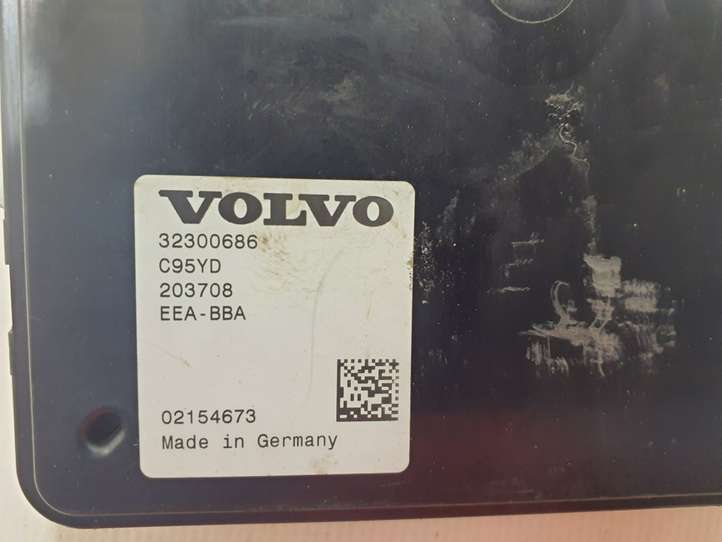 VOLVO
32300686
C95YD
203708
EEA-BBA
02154673
Made in Germany